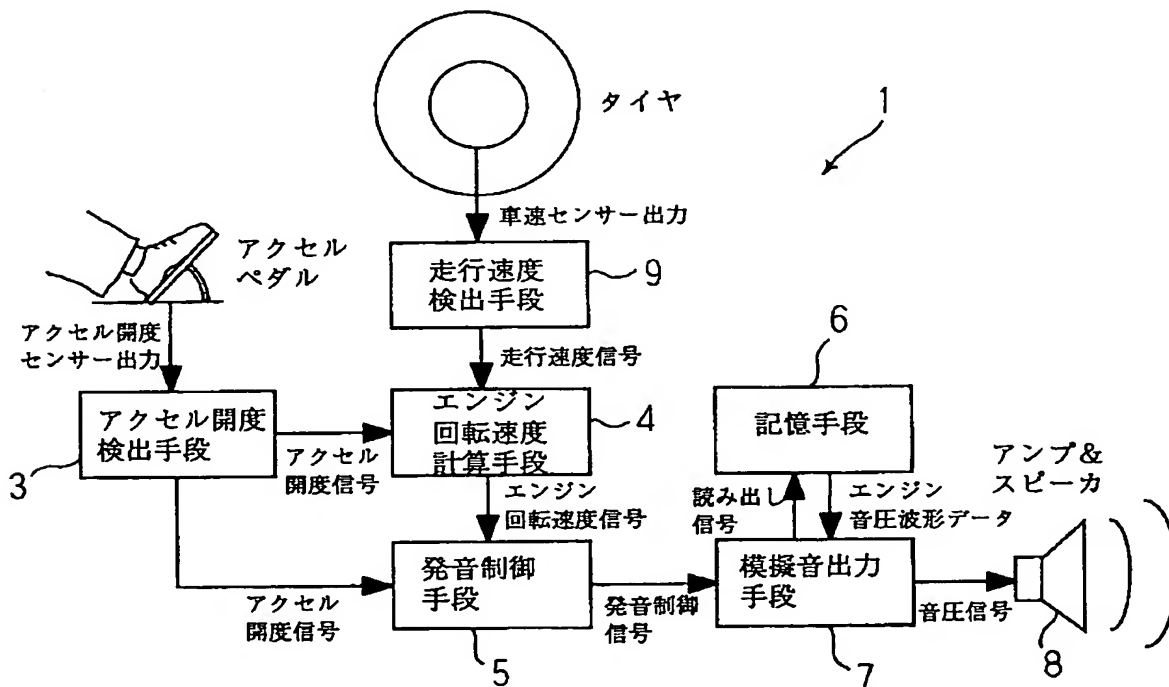 タイヤ
1
車速センサー出力
アクセル
ペダル
走行速度
検出手段
9
アクセル開度
センサー出力
走行速度信号
6
アクセル開度
検出手段
3
アクセル
開度信号
エンジン
回転速度
計算手段
4
記憶手段
アンプ&
スピーカ
エンジン
回転速度信号
読み出し
信号
エンジン
音圧波形データ
アクセル
開度信号
発音制御
手段
5
発音制御
信号
模擬音出力
手段
7
音圧信号
8